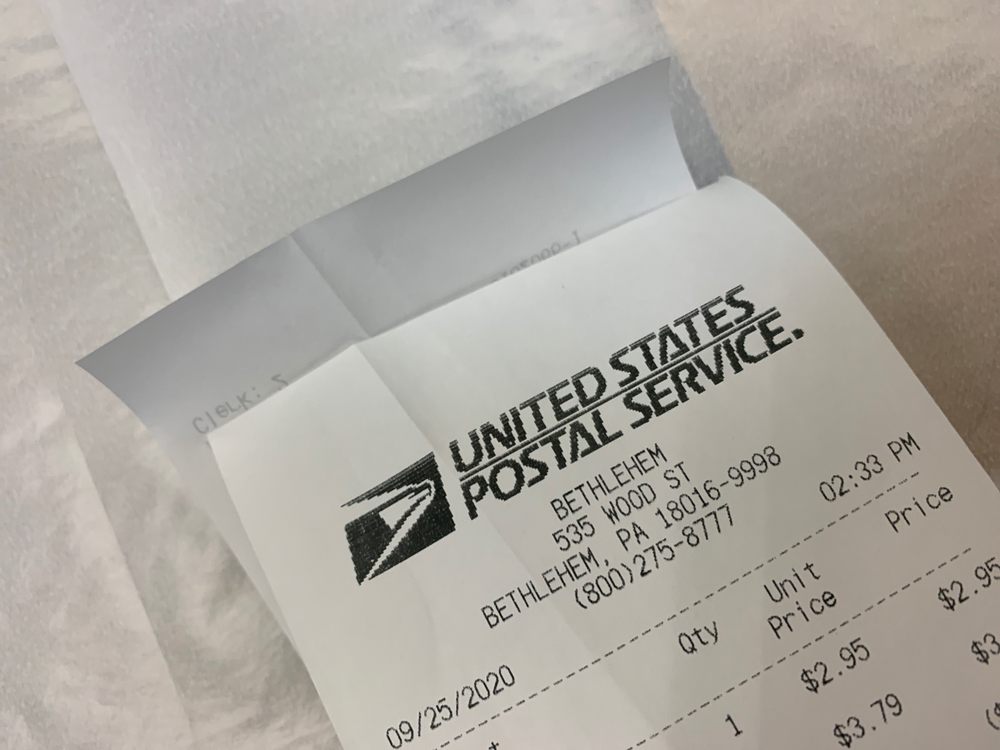 UNITED STATES
POSTAL SERVICE.
BETHLEHEM
535 WOOD ST
BETHLEHEM, PA 18016-9998
(800)275-8777
09/25/2020 02:33 PM
Qty Unit Price
Price
1 $2.95 $2.95
$3.79
Clerk: